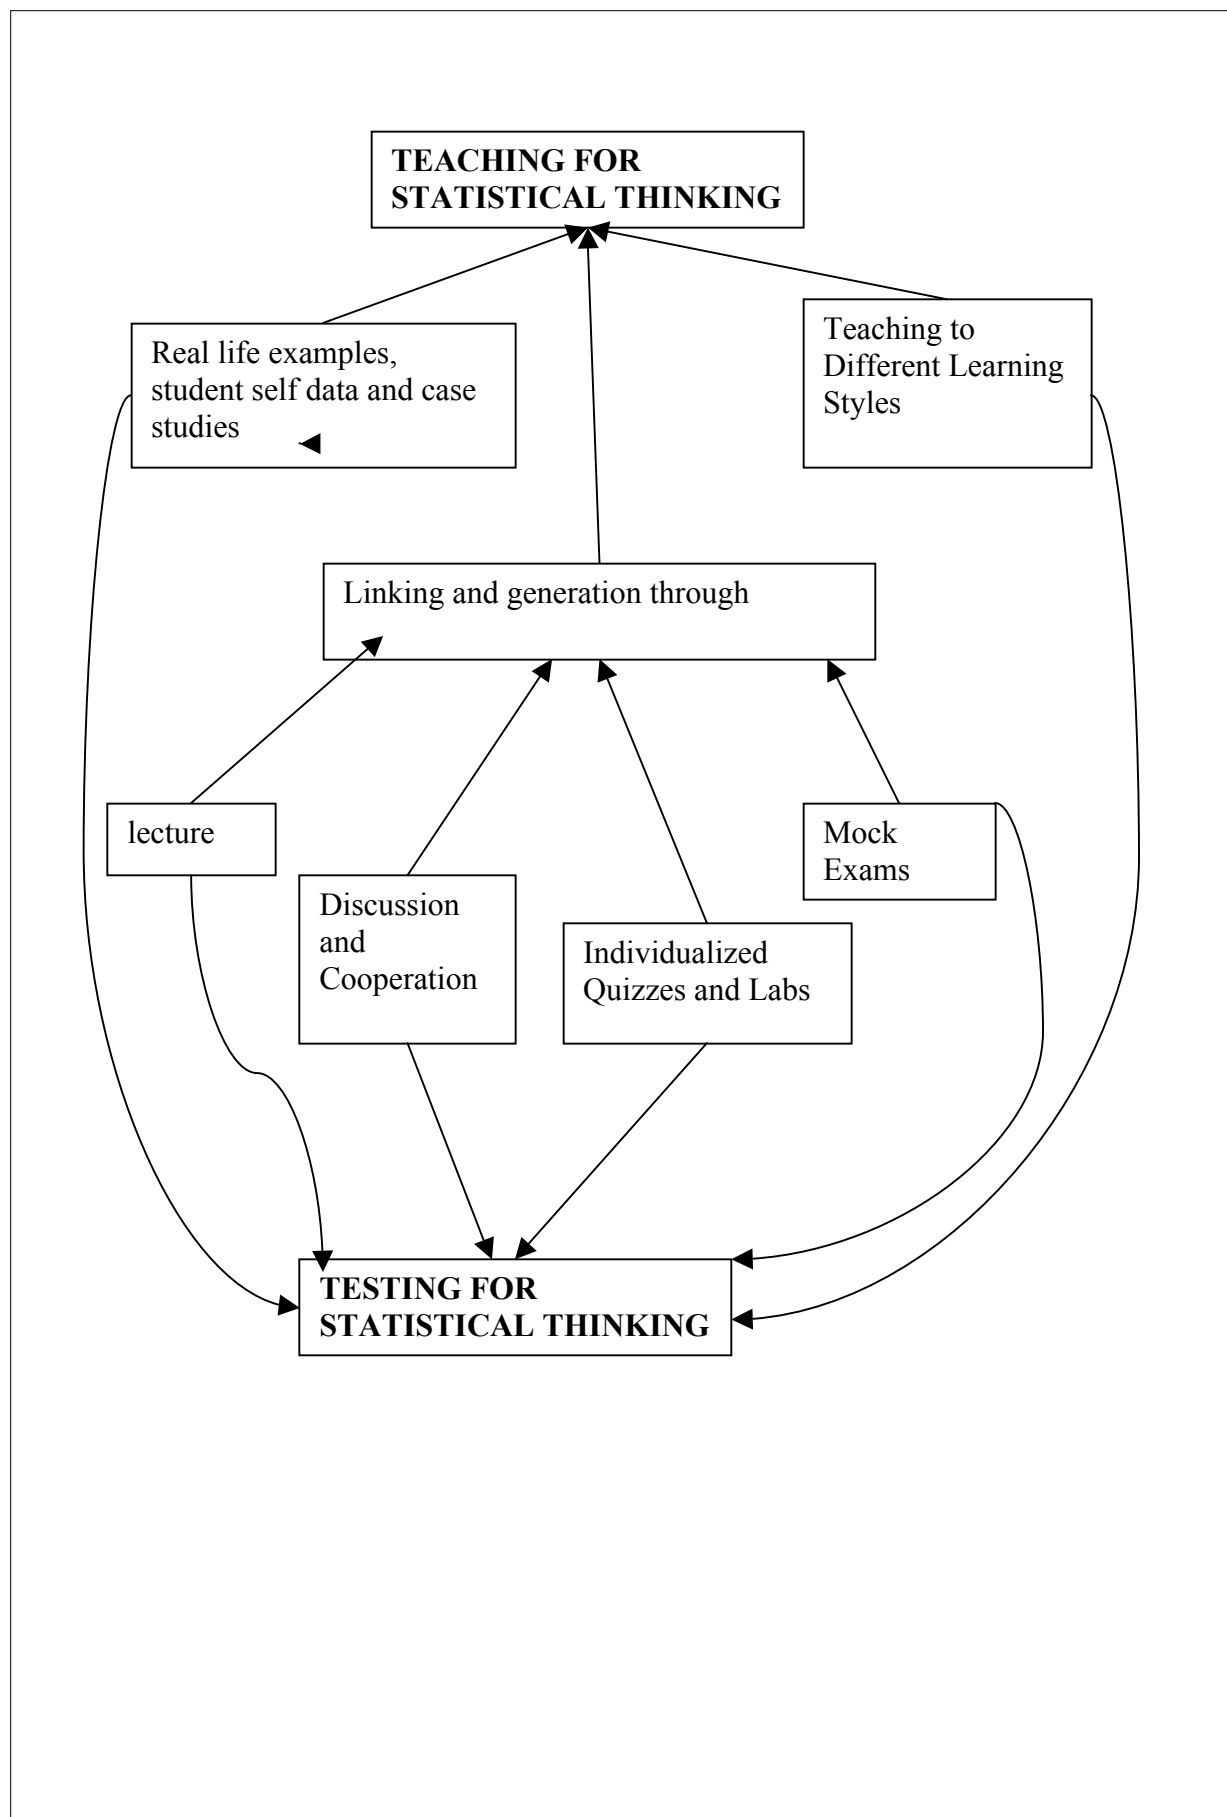 TEACHING FOR
STATISTICAL THINKING
Real life examples,
student self data and case
studies
Teaching to
Different Learning
Styles
Linking and generation through
lecture
Discussion
and
Cooperation
Individualized
Quizzes and Labs
Mock
Exams
TESTING FOR
STATISTICAL THINKING